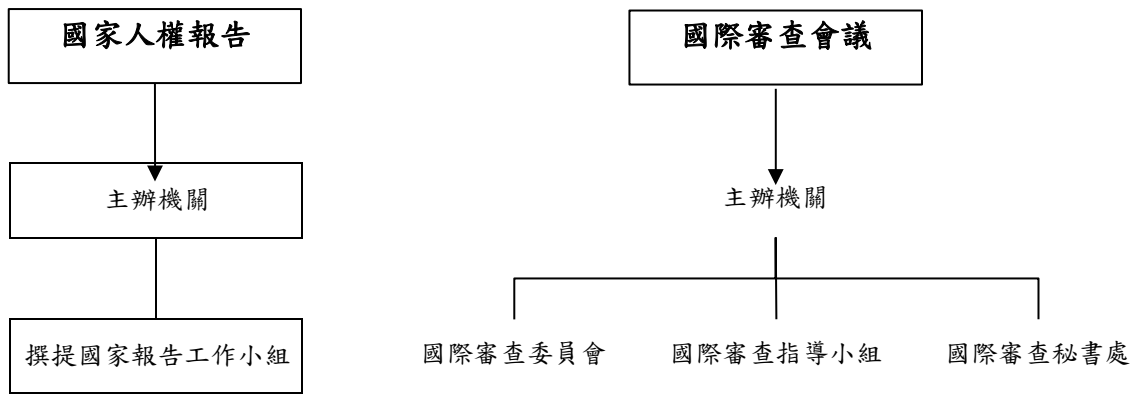 國家人權報告
國際審查會議
主辦機關
主辦機關
撰提國家報告工作小組
國際審查委員會
國際審查指導小組
國際審查秘書處